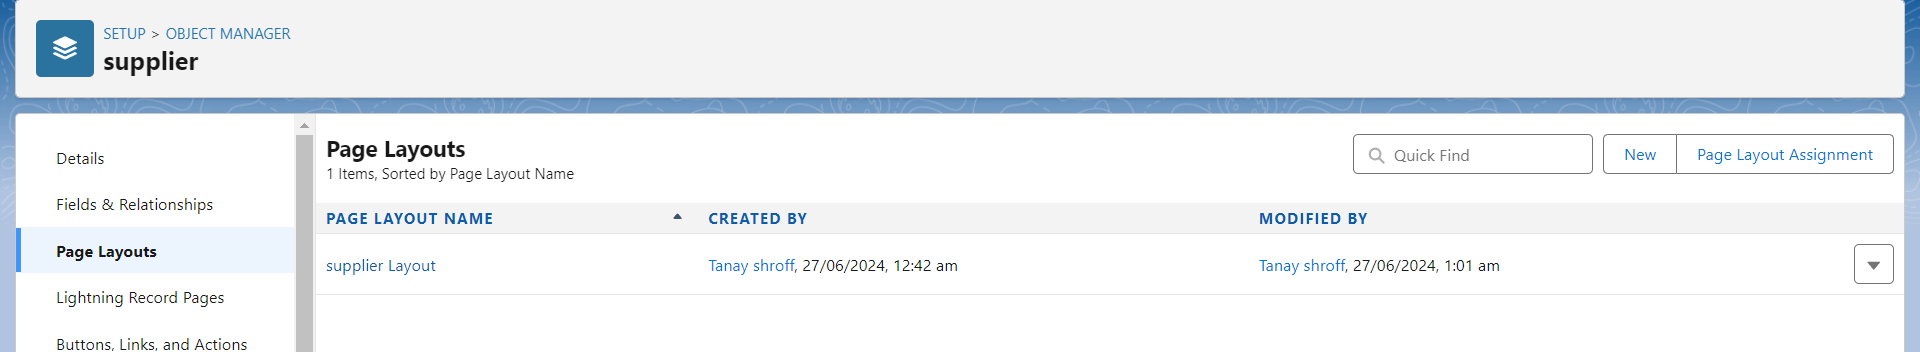 SETUP > OBJECT MANAGER
supplier
Details
Fields & Relationships
Page Layouts
Lightning Record Pages
Buttons, Links, and Actions
Page Layouts
1 Items, Sorted by Page Layout Name
Quick Find
New
Page Layout Assignment
PAGE LAYOUT NAME CREATED BY MODIFIED BY
supplier Layout Tanay shroff, 27/06/2024, 12:42 am Tanay shroff, 27/06/2024, 1:01 am